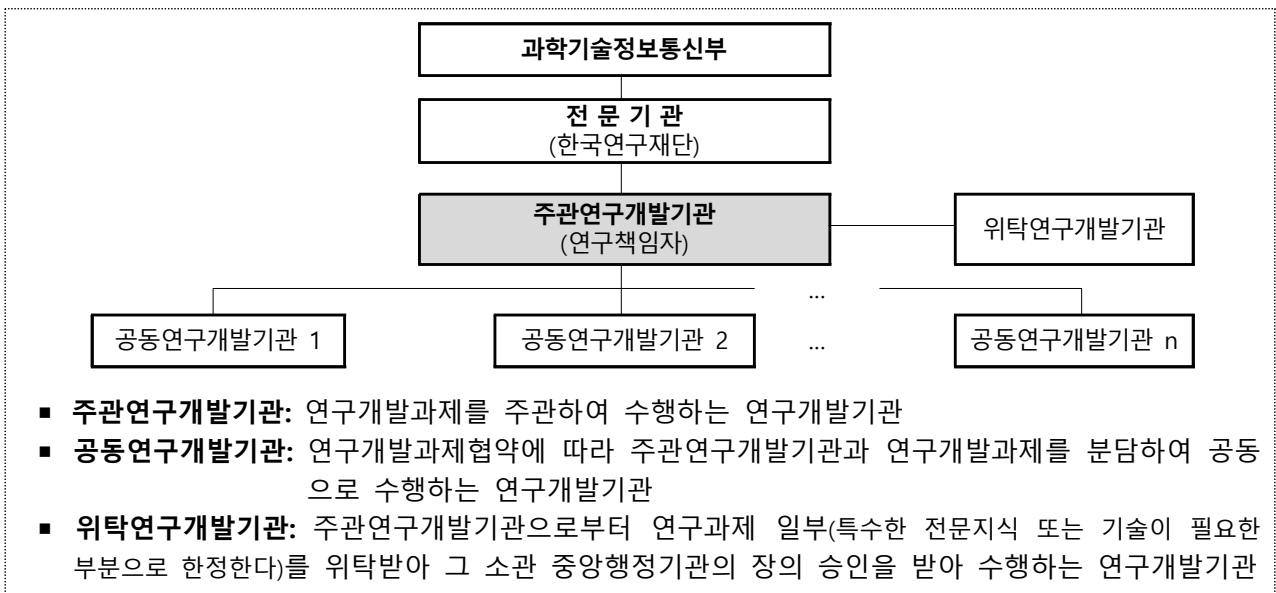 과학기술정보통신부
전 문 기 관
(한국연구재단)
주관연구개발기관
(연구책임자)
위탁연구개발기관
...
공동연구개발기관 1
공동연구개발기관 2
...
공동연구개발기관 n
▪ 주관연구개발기관: 연구개발과제를 주관하여 수행하는 연구개발기관
▪ 공동연구개발기관: 연구개발과제협약에 따라 주관연구개발기관과 연구개발과제를 분담하여 공동
으로 수행하는 연구개발기관
▪ 위탁연구개발기관: 주관연구개발기관으로부터 연구과제 일부(특수한 전문지식 또는 기술이 필요한
부분으로 한정한다)를 위탁받아 그 소관 중앙행정기관의 장의 승인을 받아 수행하는 연구개발기관